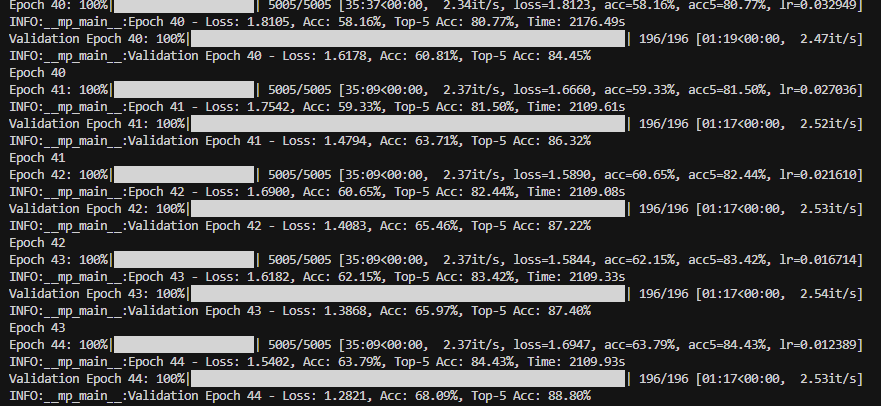 Epoch 40: 100%| | 5005/5005 [35:37<00:00, 2.34it/s, loss=1.8123, acc=58.16%, acc5=80.77%, lr=0.032949]
INFO:__mp_main__:Epoch 40 - Loss: 1.8105, Acc: 58.16%, Top-5 Acc: 80.77%, Time: 2176.49s
Validation Epoch 40: 100%| | 196/196 [01:19<00:00, 2.47it/s]
INFO:__mp_main__:Validation Epoch 40 - Loss: 1.6178, Acc: 60.81%, Top-5 Acc: 84.45%
Epoch 40
Epoch 41: 100%| | 5005/5005 [35:09<00:00, 2.37it/s, loss=1.6660, acc=59.33%, acc5=81.50%, lr=0.027036]
INFO:__mp_main__:Epoch 41 - Loss: 1.7542, Acc: 59.33%, Top-5 Acc: 81.50%, Time: 2109.61s
Validation Epoch 41: 100%| | 196/196 [01:17<00:00, 2.52it/s]
INFO:__mp_main__:Validation Epoch 41 - Loss: 1.4794, Acc: 63.71%, Top-5 Acc: 86.32%
Epoch 41
Epoch 42: 100%| | 5005/5005 [35:09<00:00, 2.37it/s, loss=1.5890, acc=60.65%, acc5=82.44%, lr=0.021610]
INFO:__mp_main__:Epoch 42 - Loss: 1.6900, Acc: 60.65%, Top-5 Acc: 82.44%, Time: 2109.08s
Validation Epoch 42: 100%| | 196/196 [01:17<00:00, 2.53it/s]
INFO:__mp_main__:Validation Epoch 42 - Loss: 1.4083, Acc: 65.46%, Top-5 Acc: 87.22%
Epoch 42
Epoch 43: 100%| | 5005/5005 [35:09<00:00, 2.37it/s, loss=1.5844, acc=62.15%, acc5=83.42%, lr=0.016714]
INFO:__mp_main__:Epoch 43 - Loss: 1.6182, Acc: 62.15%, Top-5 Acc: 83.42%, Time: 2109.33s
Validation Epoch 43: 100%| | 196/196 [01:17<00:00, 2.54it/s]
INFO:__mp_main__:Validation Epoch 43 - Loss: 1.3868, Acc: 65.97%, Top-5 Acc: 87.40%
Epoch 43
Epoch 44: 100%| | 5005/5005 [35:09<00:00, 2.37it/s, loss=1.6947, acc=63.79%, acc5=84.43%, lr=0.012389]
INFO:__mp_main__:Epoch 44 - Loss: 1.5402, Acc: 63.79%, Top-5 Acc: 84.43%, Time: 2109.93s
Validation Epoch 44: 100%| | 196/196 [01:17<00:00, 2.53it/s]
INFO:__mp_main__:Validation Epoch 44 - Loss: 1.2821, Acc: 68.09%, Top-5 Acc: 88.80%